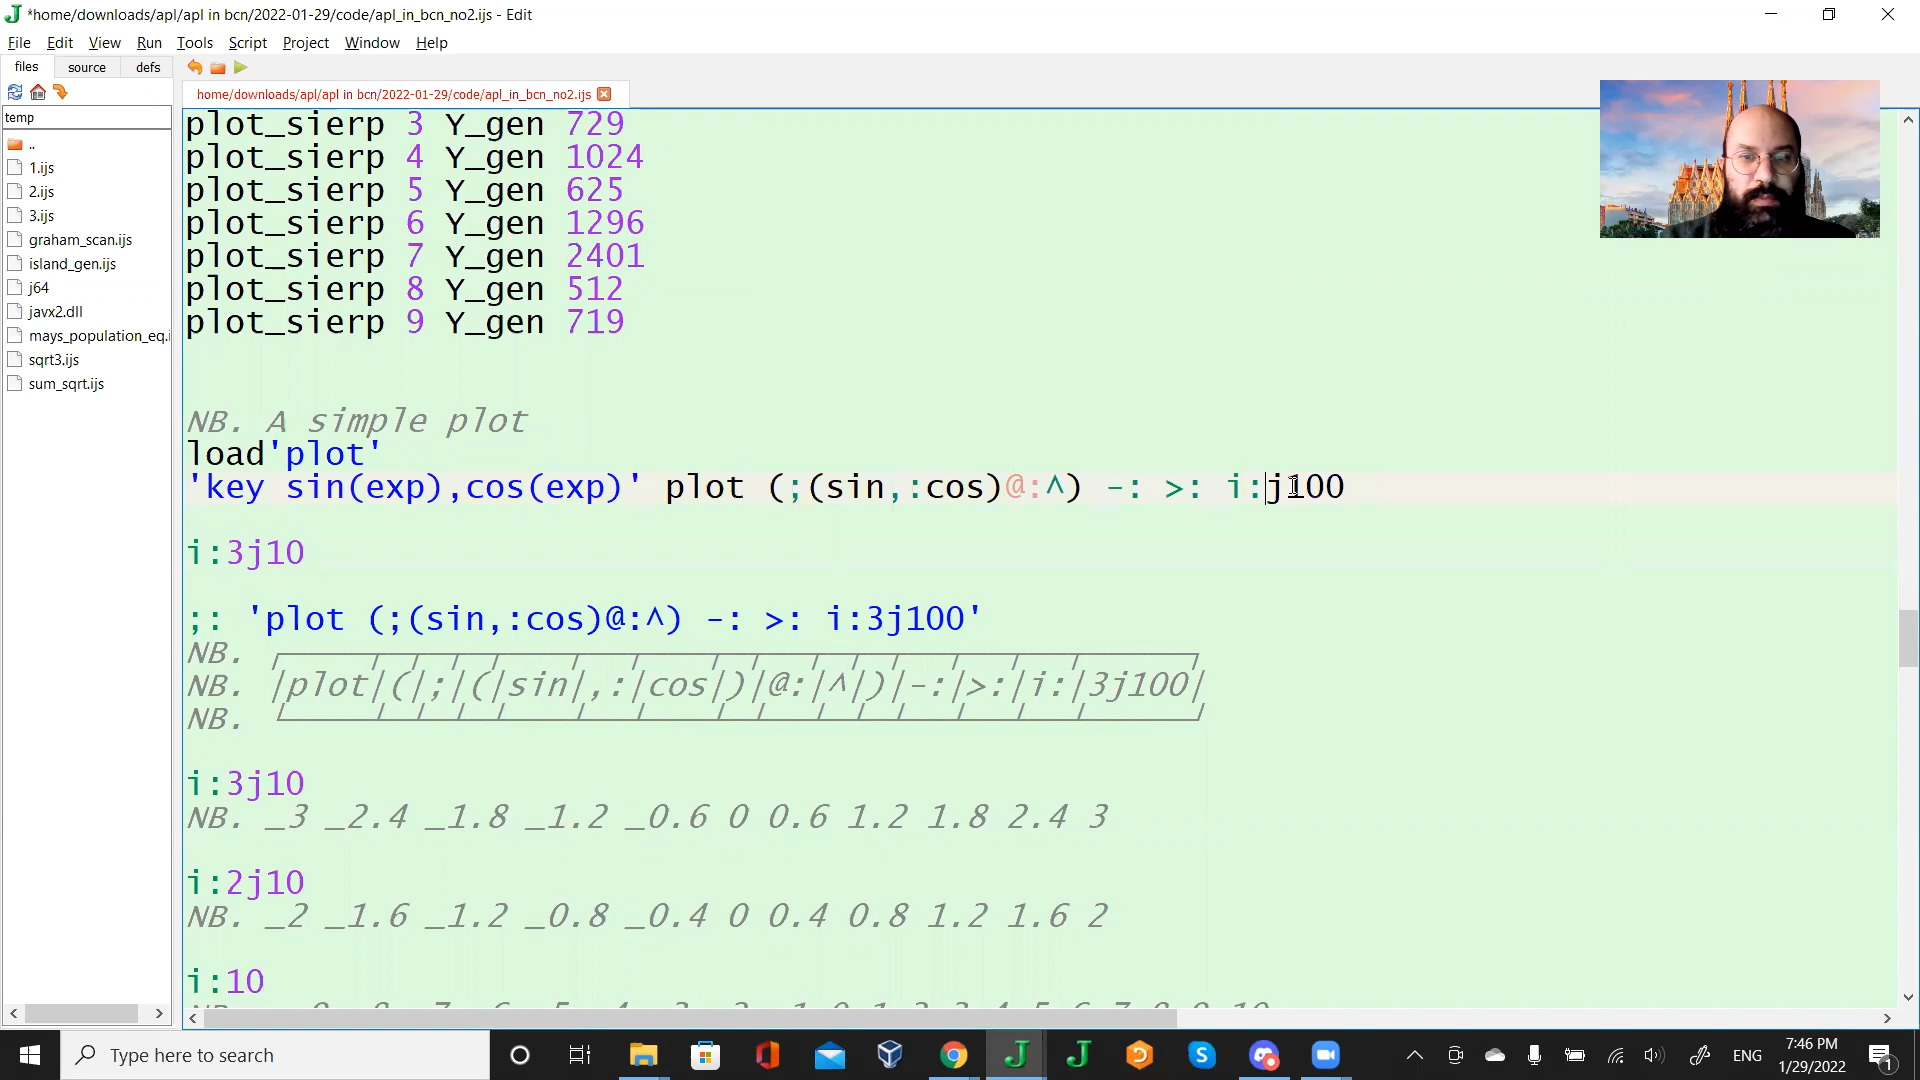 *home/downloads/apl/apl in bcn/2022-01-29/code/apl_in_bcn_no2.ijs - Edit
File Edit View Run Tools Script Project Window Help
files source defs
home/downloads/apl/apl in bcn/2022-01-29/code/apl_in_bcn_no2.ijs
temp
..
1.ijs
2.ijs
3.ijs
graham_scan.ijs
island_gen.ijs
j64
javx2.dll
mays_population_eq.i
sqrt3.ijs
sum_sqrt.ijs
plot_sierp 3 Y_gen 729
plot_sierp 4 Y_gen 1024
plot_sierp 5 Y_gen 625
plot_sierp 6 Y_gen 1296
plot_sierp 7 Y_gen 2401
plot_sierp 8 Y_gen 512
plot_sierp 9 Y_gen 719
NB. A simple plot
load'plot'
'key sin(exp),cos(exp)' plot (;(sin,:cos)@:^) -: >: i:j100
i:3j10
;: 'plot (;(sin,:cos)@:^) -: >: i:3j100'
NB.
NB. |plot|(|;|(|sin|,:|cos|)|@:|^|)|-:|>:|i:|3j100|
NB.
i:3j10
NB. _3 _2.4 _1.8 _1.2 _0.6 0 0.6 1.2 1.8 2.4 3
i:2j10
NB. _2 _1.6 _1.2 _0.8 _0.4 0 0.4 0.8 1.2 1.6 2
i:10
Type here to search
ENG
7:46 PM
1/29/2022
1